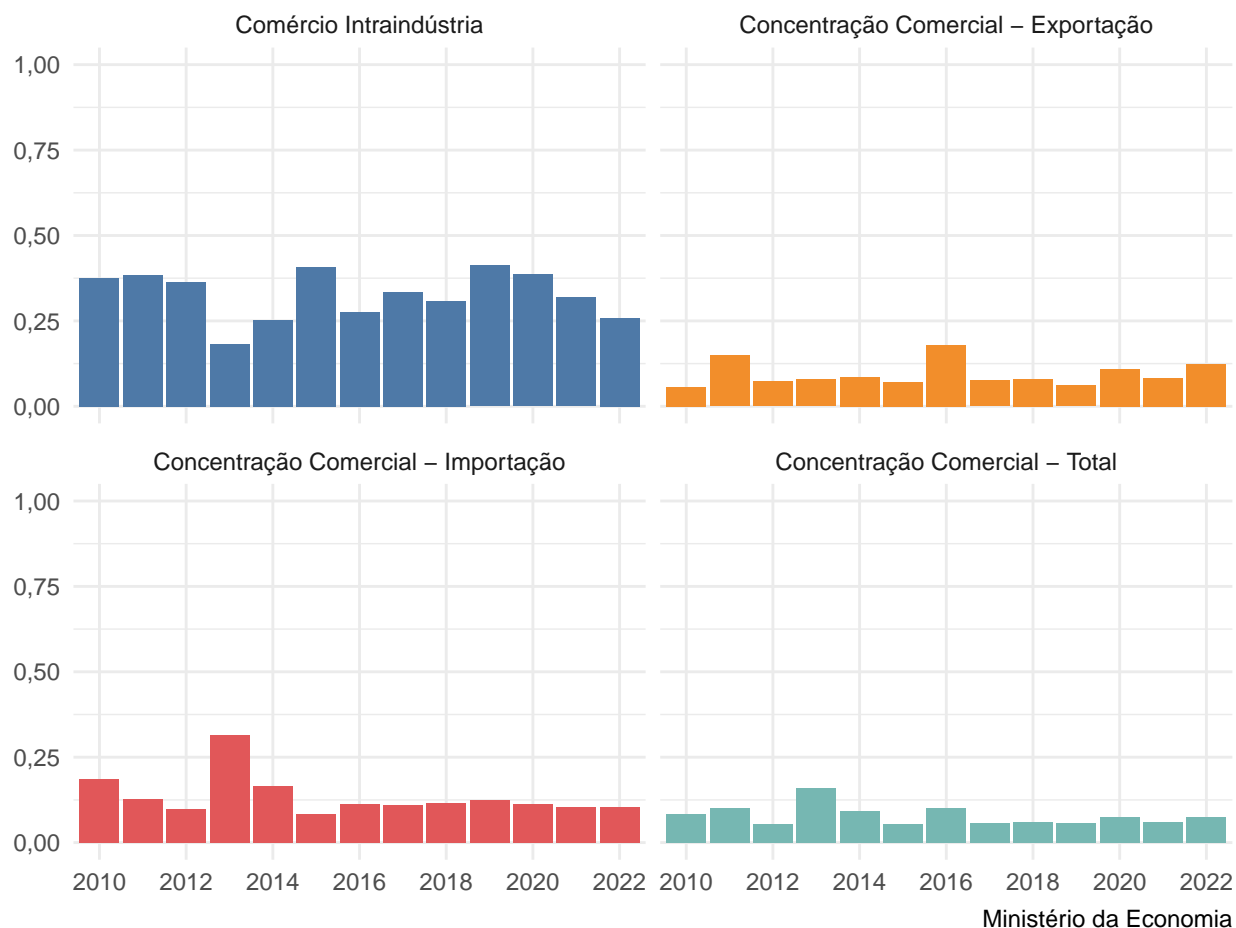 Comércio Intraindústria
Concentração Comercial – Exportação
1,00
0,75
0,50
0,25
0,00
Concentração Comercial – Importação
Concentração Comercial – Total
1,00
0,75
0,50
0,25
0,00
2010 2012 2014 2016 2018 2020 2022
2010 2012 2014 2016 2018 2020 2022
Ministério da Economia